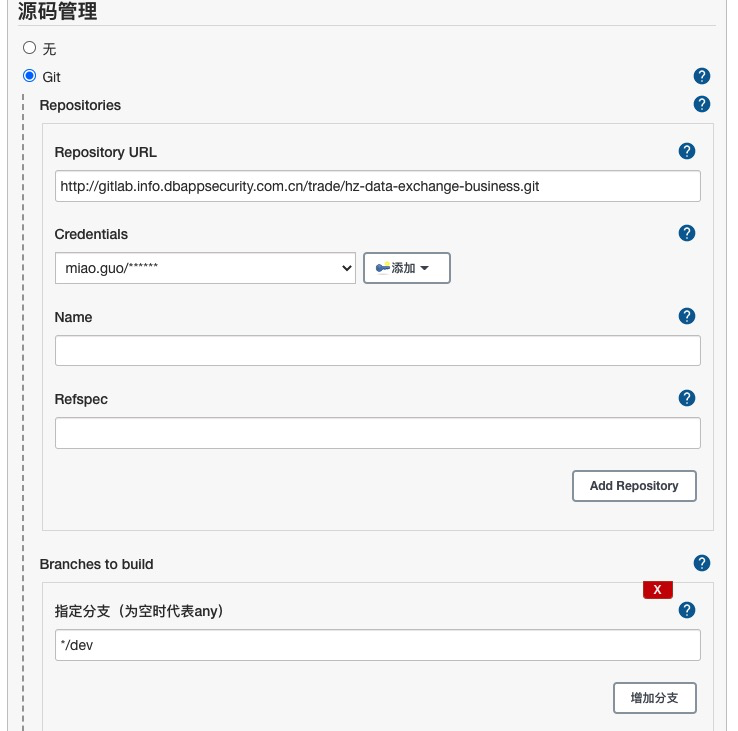 源码管理
无
Git
Repositories
Repository URL
http://gitlab.info.dbappsecurity.com.cn/trade/hz-data-exchange-business.git
Credentials
miao.guo/******
添加
Name
Refspec
Add Repository
Branches to build
X
指定分支（为空时代表any）
*/dev
增加分支